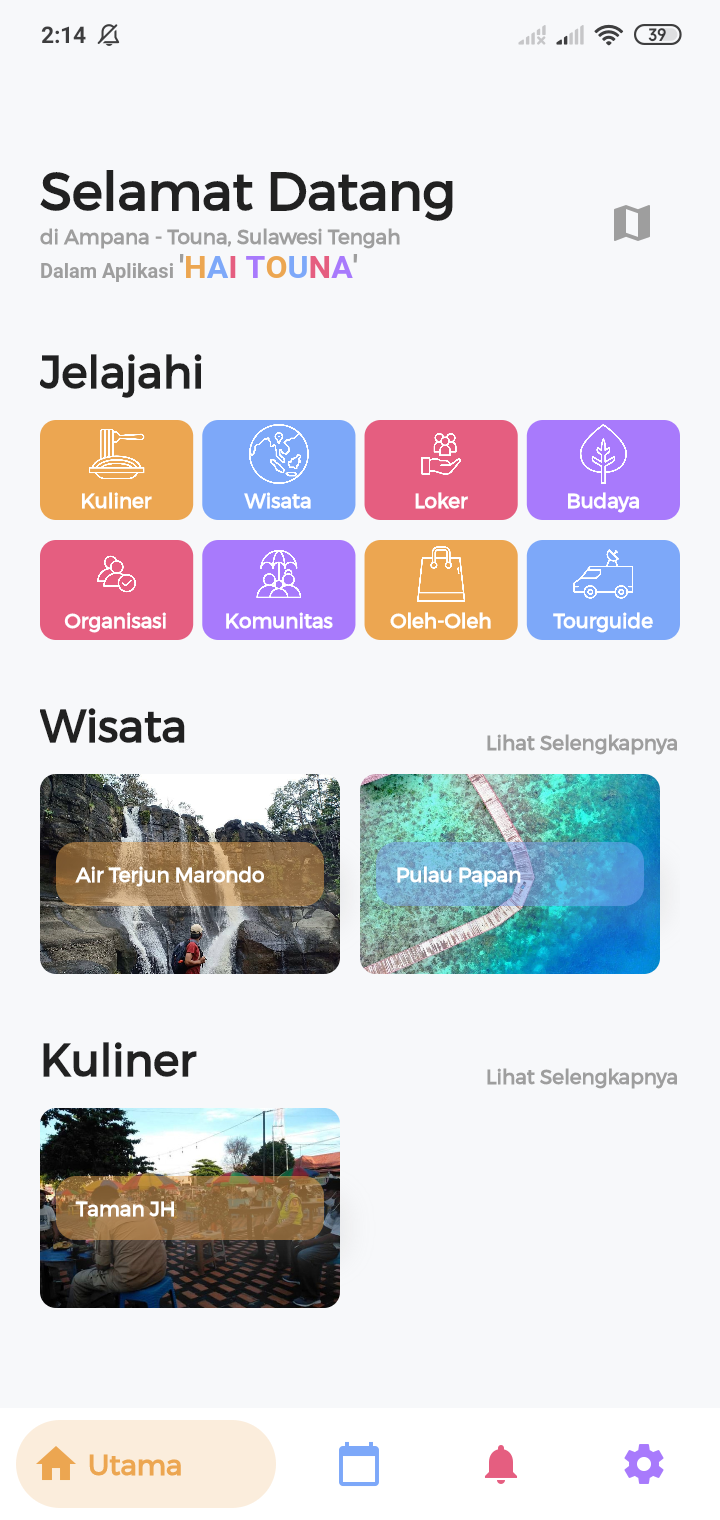 2:14
39
Selamat Datang
di Ampana - Touna, Sulawesi Tengah
Dalam Aplikasi 'HAI TOUNA'
Jelajahi
Kuliner Wisata Loker Budaya
Organisasi Komunitas Oleh-Oleh Tourguide
Wisata
Lihat Selengkapnya
Air Terjun Marondo
Pulau Papan
Kuliner
Lihat Selengkapnya
Taman JH
Utama